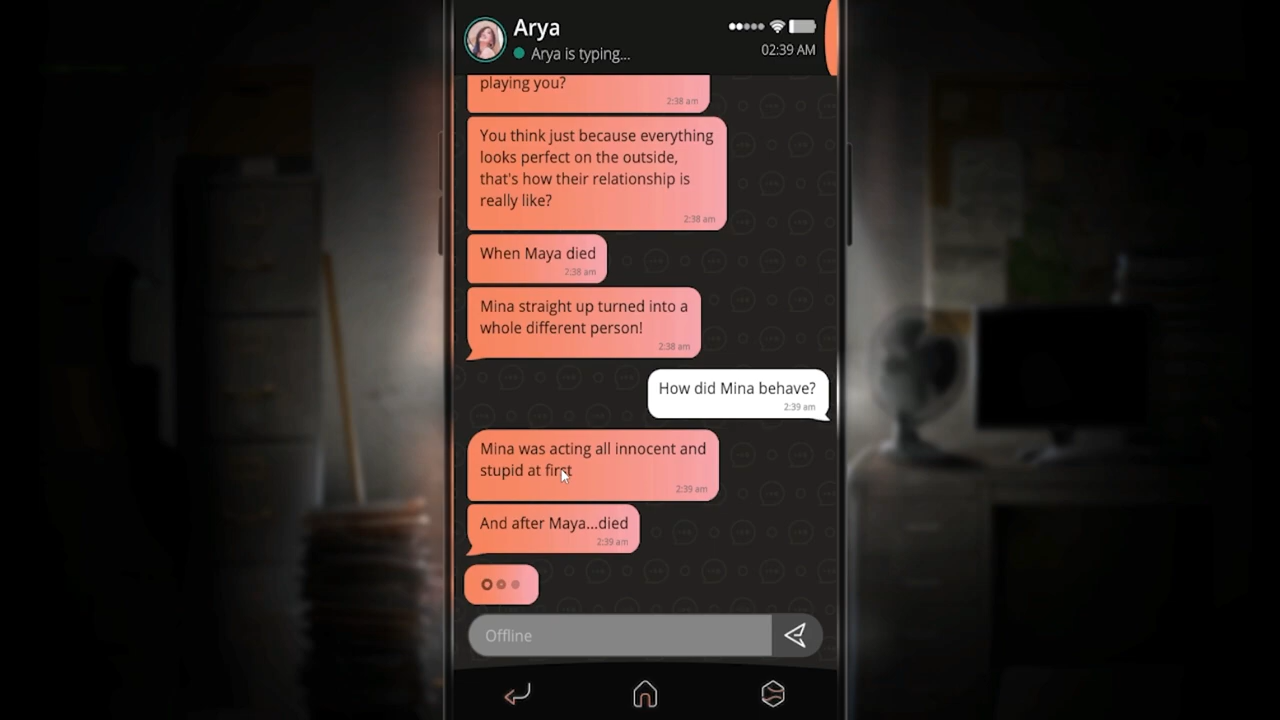 Arya
Arya is typing...
02:39 AM
playing you?
2:38 am
You think just because everything
looks perfect on the outside,
that's how their relationship is
really like?
2:38 am
When Maya died
2:38 am
Mina straight up turned into a
whole different person!
2:38 am
How did Mina behave?
2:39 am
Mina was acting all innocent and
stupid at first
2:39 am
And after Maya...died
2:39 am
Offline